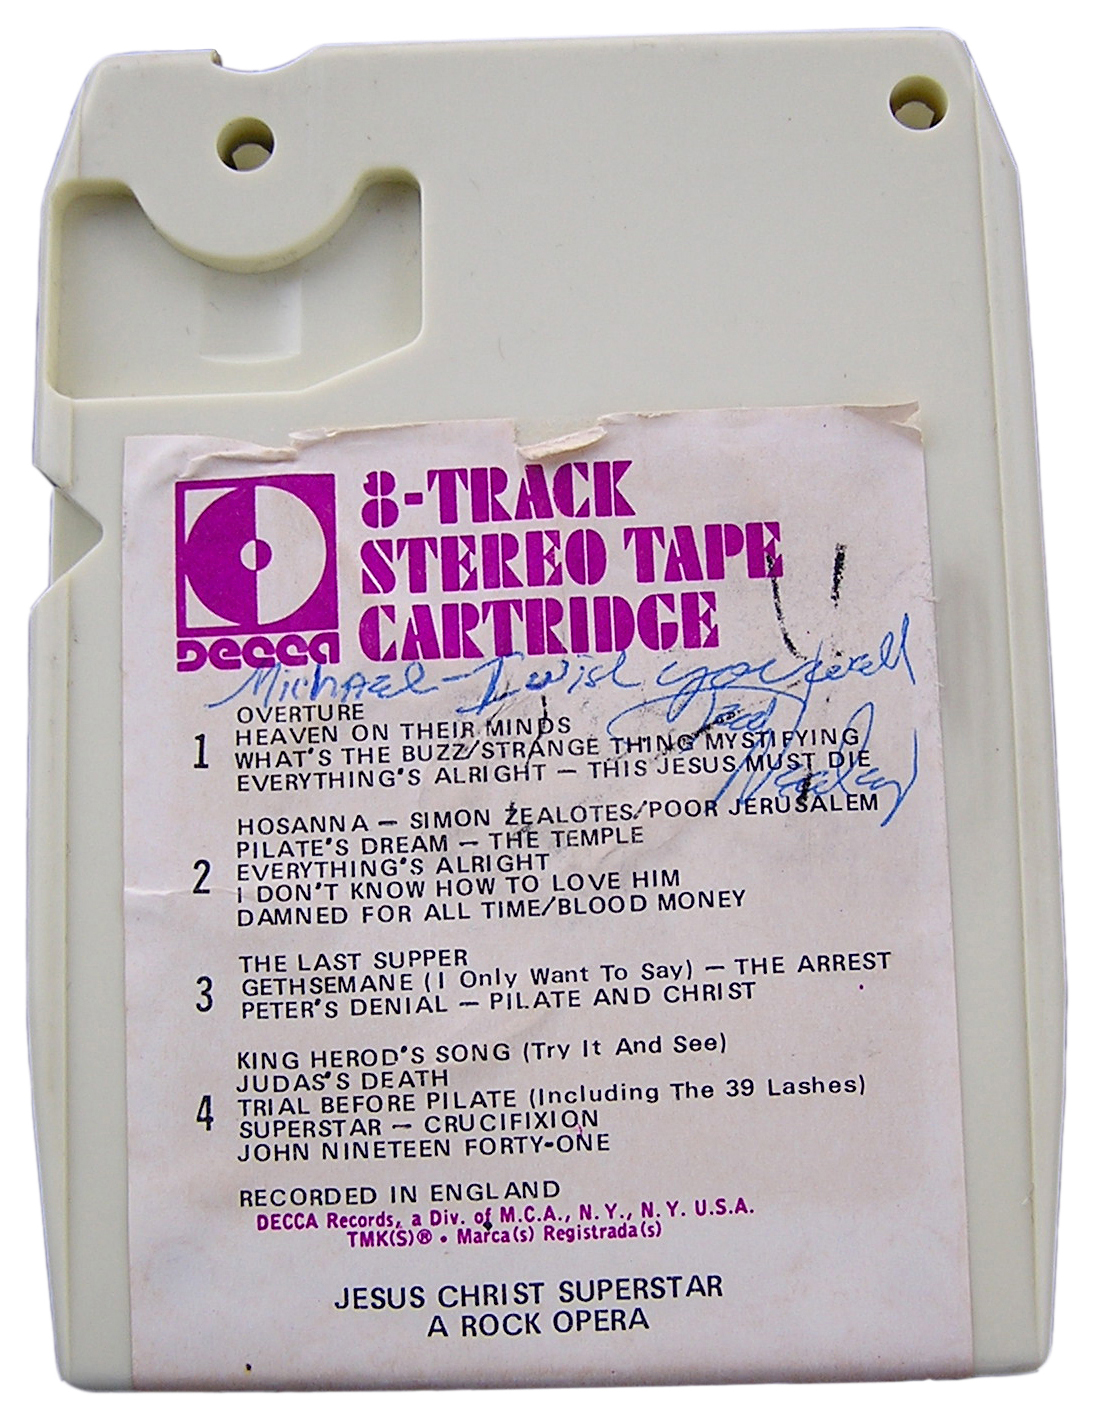 8-TRACK
STEREO TAPE
CARTRIDGE
DECCA
Michael - I wish you well
Ted
Neeley
1
OVERTURE
HEAVEN ON THEIR MINDS
WHAT'S THE BUZZ/STRANGE THING MYSTIFYING
EVERYTHING'S ALRIGHT — THIS JESUS MUST DIE
2
HOSANNA — SIMON ZEALOTES/POOR JERUSALEM
PILATE'S DREAM — THE TEMPLE
EVERYTHING'S ALRIGHT
I DON'T KNOW HOW TO LOVE HIM
DAMNED FOR ALL TIME/BLOOD MONEY
3
THE LAST SUPPER
GETHSEMANE (I Only Want To Say) — THE ARREST
PETER'S DENIAL — PILATE AND CHRIST
4
KING HEROD'S SONG (Try It And See)
JUDAS'S DEATH
TRIAL BEFORE PILATE (Including The 39 Lashes)
SUPERSTAR — CRUCIFIXION
JOHN NINETEEN FORTY-ONE
RECORDED IN ENGLAND
DECCA Records, a Div. of M.C.A., N.Y., N.Y. U.S.A.
TMK(S)® • Marca(s) Registrada(s)
JESUS CHRIST SUPERSTAR
A ROCK OPERA